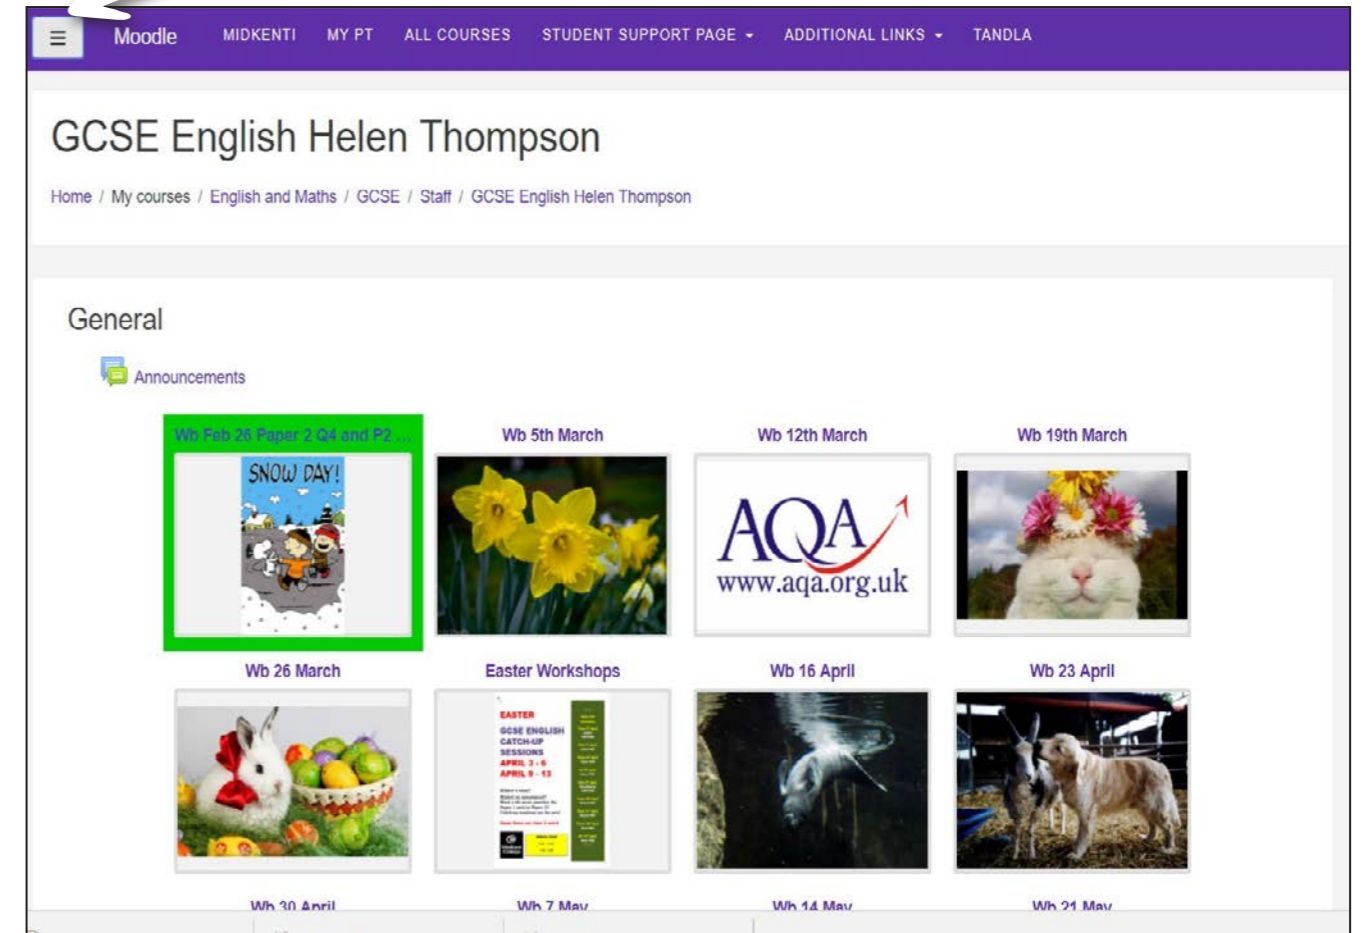 ☰ Moodle MIDKENTI MY PT ALL COURSES STUDENT SUPPORT PAGE ADDITIONAL LINKS TANDLA
GCSE English Helen Thompson
Home / My courses / English and Maths / GCSE / Staff / GCSE English Helen Thompson
General
Announcements
Wb Feb 26 Paper 2 Q4 and P2 ...
Wb 5th March
Wb 12th March
Wb 19th March
SNOW DAY!
AQA
www.aqa.org.uk
Wb 26 March
Easter Workshops
Wb 16 April
Wb 23 April
EASTER
GCSE ENGLISH
CATCH-UP
SESSIONS
APRIL 3 - 6
APRIL 9 - 13
Wb 30 April
Wb 7 May
Wb 14 May
Wb 21 May